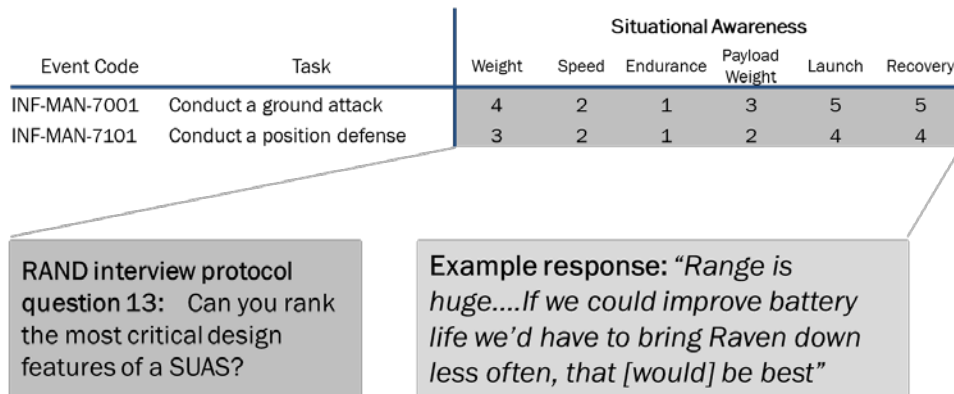 Situational Awareness
Event Code Task Weight Speed Endurance Payload Weight Launch Recovery
INF-MAN-7001 Conduct a ground attack 4 2 1 3 5 5
INF-MAN-7101 Conduct a position defense 3 2 1 2 4 4
RAND interview protocol
question 13: Can you rank
the most critical design
features of a SUAS?
Example response: “Range is
huge....If we could improve battery
life we’d have to bring Raven down
less often, that [would] be best”